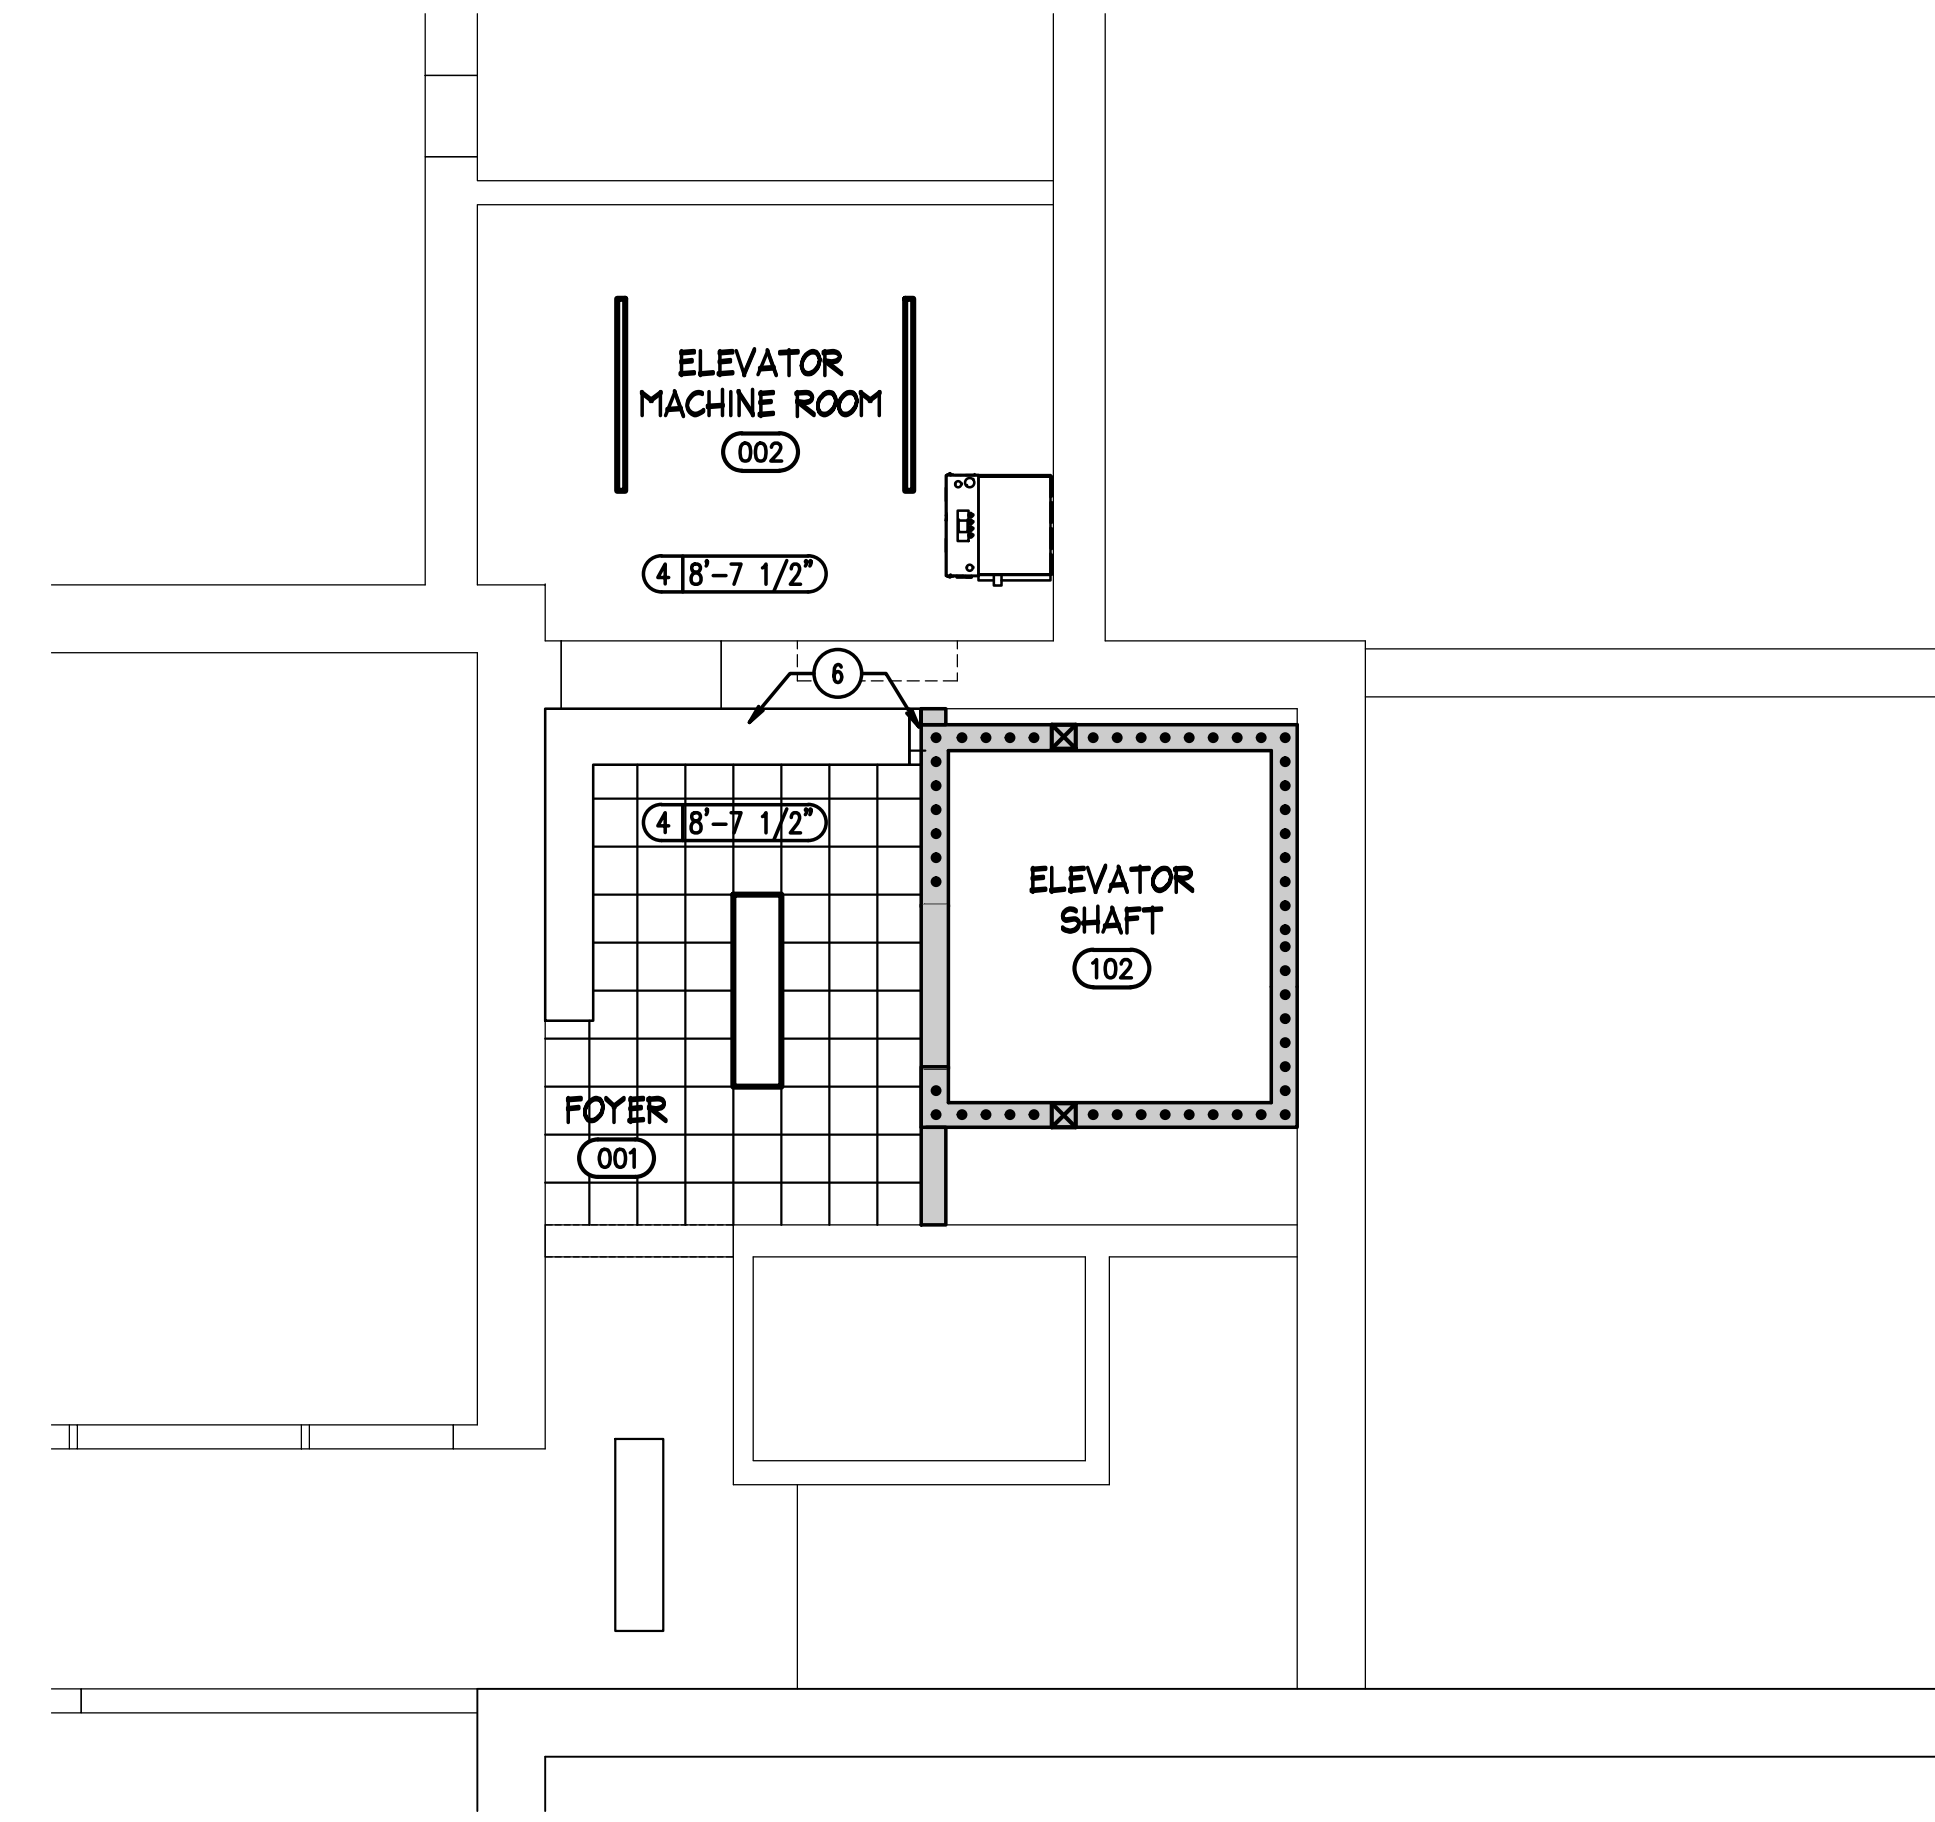 ELEVATOR
MACHINE ROOM
002
4 8'-7 1/2"
6
4 8'-7 1/2"
ELEVATOR
SHAFT
102
FOYER
001